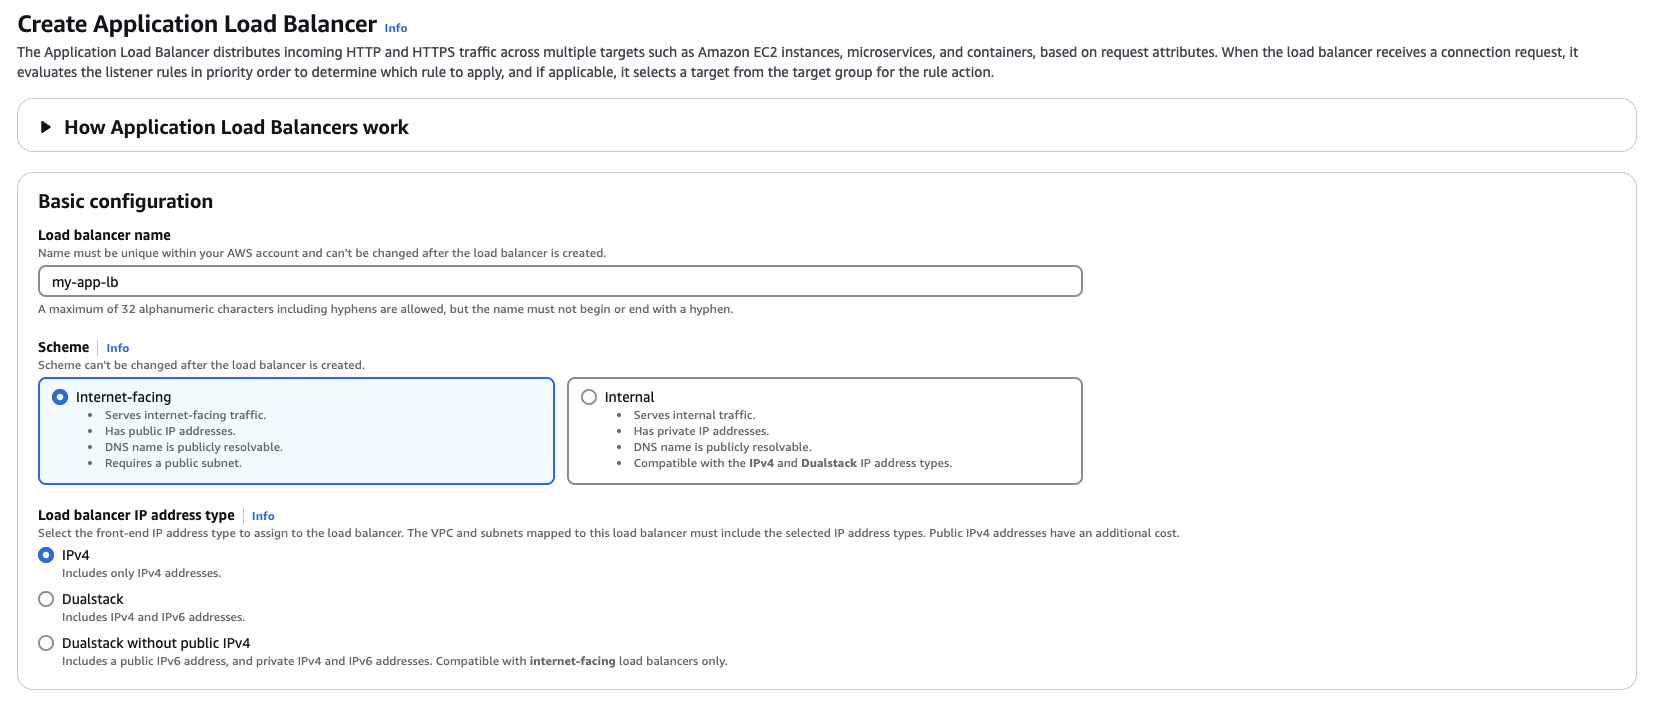 Create Application Load Balancer Info
The Application Load Balancer distributes incoming HTTP and HTTPS traffic across multiple targets such as Amazon EC2 instances, microservices, and containers, based on request attributes. When the load balancer receives a connection request, it
evaluates the listener rules in priority order to determine which rule to apply, and if applicable, it selects a target from the target group for the rule action.
How Application Load Balancers work
Basic configuration
Load balancer name
Name must be unique within your AWS account and can't be changed after the load balancer is created.
my-app-lb
A maximum of 32 alphanumeric characters including hyphens are allowed, but the name must not begin or end with a hyphen.
Scheme Info
Scheme can't be changed after the load balancer is created.
Internet-facing
• Serves internet-facing traffic.
• Has public IP addresses.
• DNS name is publicly resolvable.
• Requires a public subnet.
Internal
• Serves internal traffic.
• Has private IP addresses.
• DNS name is publicly resolvable.
• Compatible with the IPv4 and Dualstack IP address types.
Load balancer IP address type Info
Select the front-end IP address type to assign to the load balancer. The VPC and subnets mapped to this load balancer must include the selected IP address types. Public IPv4 addresses have an additional cost.
IPv4
Includes only IPv4 addresses.
Dualstack
Includes IPv4 and IPv6 addresses.
Dualstack without public IPv4
Includes a public IPv6 address, and private IPv4 and IPv6 addresses. Compatible with internet-facing load balancers only.